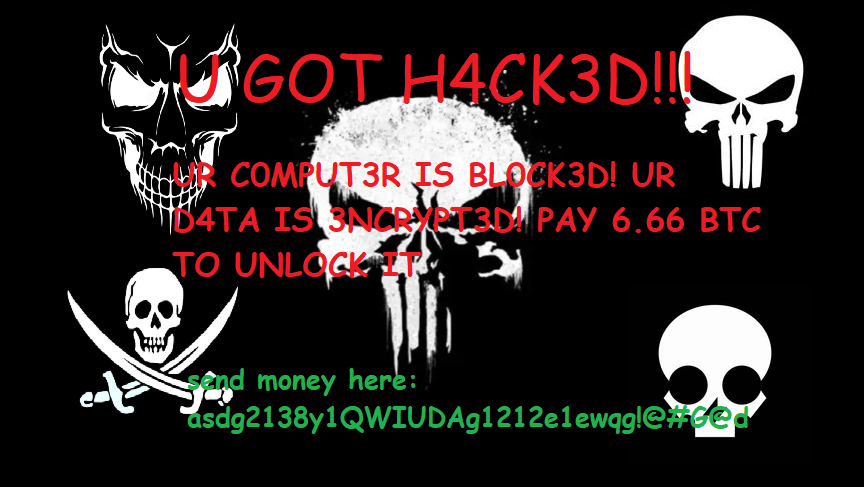 U GOT H4CK3D!!!
UR C0MPUT3R IS BL0CK3D! UR
D4TA IS 3NCRYPT3D! PAY 6.66 BTC
TO UNLOCK IT
send money here:
asdg2138y1QWIUDAg1212e1ewqg!@#G@d